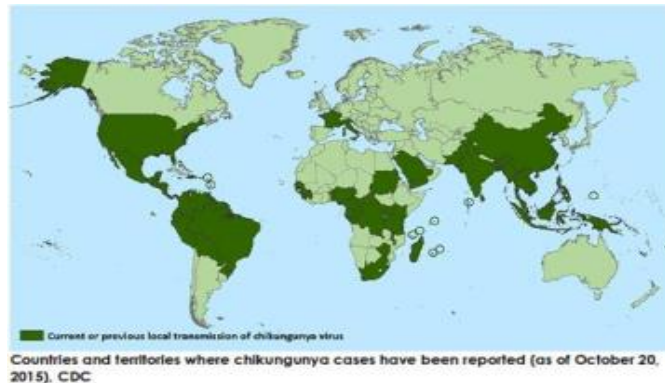 Current or previous local transmission of chikungunya virus
Countries and territories where chikungunya cases have been reported (as of October 20,
2015), CDC